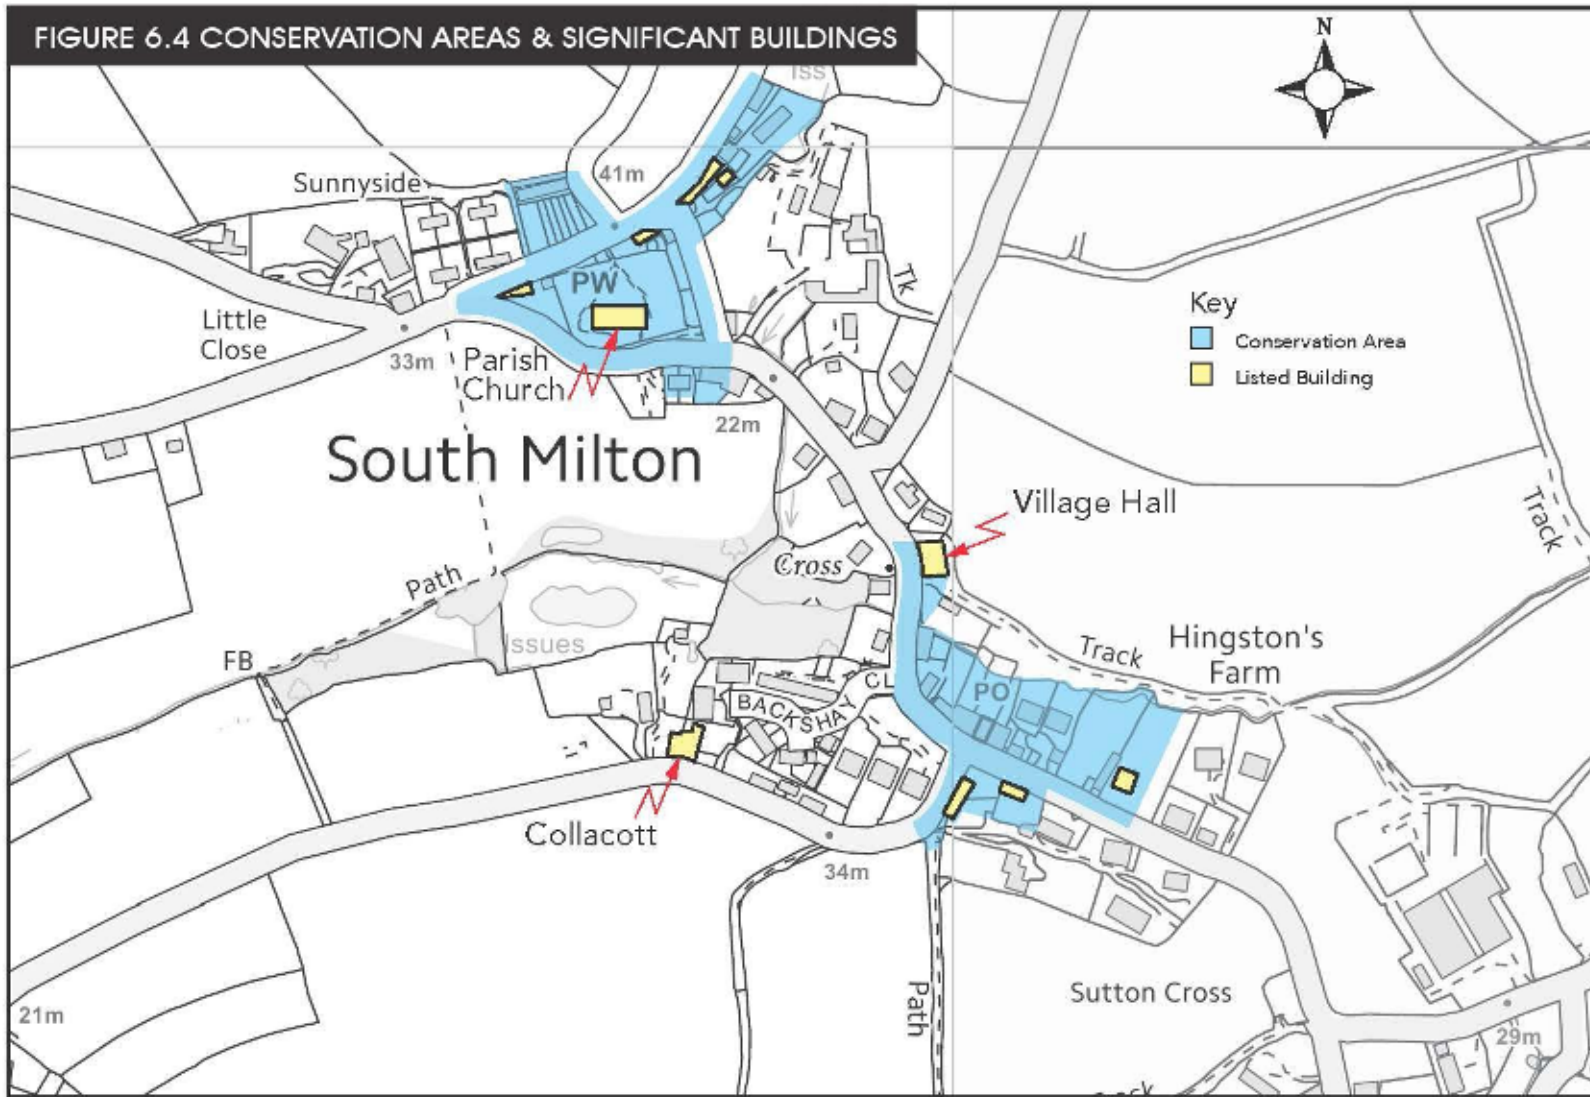 FIGURE 6.4 CONSERVATION AREAS & SIGNIFICANT BUILDINGS
N
Iss
41m
Sunnyside
PW
Tk
Key
Conservation Area
Listed Building
Little
Close
33m
Parish
Church
22m
South Milton
Village Hall
Track
Cross
Path
Issues
FB
Track
Hingston's
Farm
PO
BACKSHAY CL
Collacott
34m
Path
Sutton Cross
21m
29m